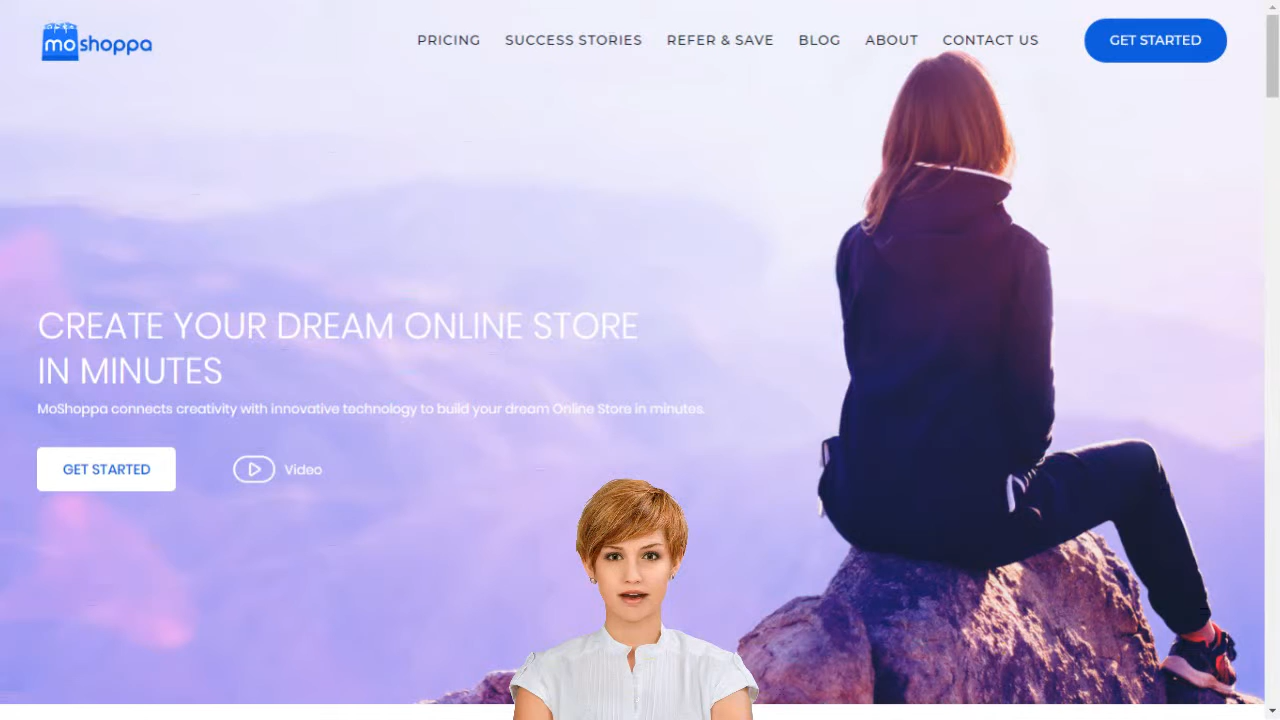 moshoppa
PRICING SUCCESS STORIES REFER & SAVE BLOG ABOUT CONTACT US GET STARTED
CREATE YOUR DREAM ONLINE STORE
IN MINUTES
MoShoppa connects creativity with innovative technology to build your dream Online Store in minutes.
GET STARTED Video